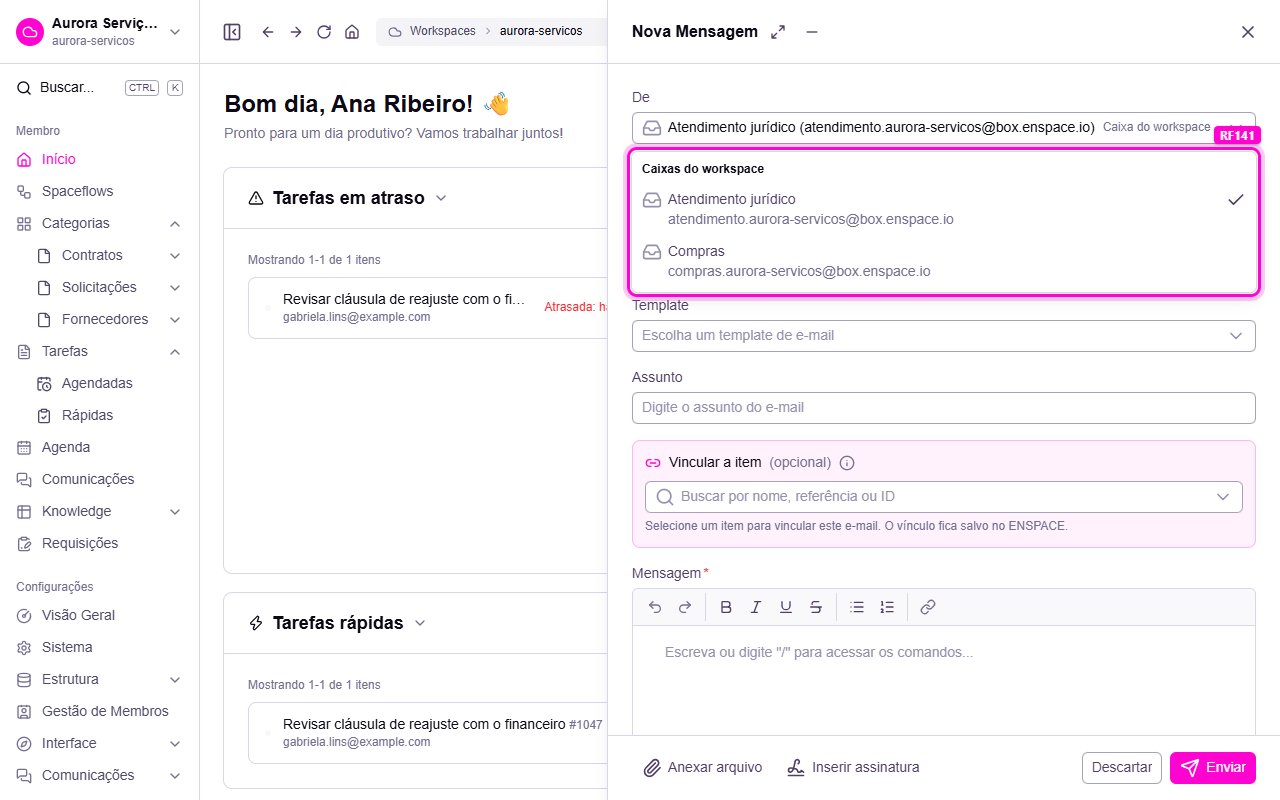 Aurora Serviç...
aurora-servicos
Buscar... CTRL K
Membro
Início
Spaceflows
Categorias
Contratos
Solicitações
Fornecedores
Tarefas
Agendadas
Rápidas
Agenda
Comunicações
Knowledge
Requisições
Configurações
Visão Geral
Sistema
Estrutura
Gestão de Membros
Interface
Comunicações
Workspaces > aurora-servicos
Bom dia, Ana Ribeiro! 👋
Pronto para um dia produtivo? Vamos trabalhar juntos!
Tarefas em atraso
Mostrando 1-1 de 1 itens
Revisar cláusula de reajuste com o fi...
gabriela.lins@example.com
Atrasada:
Tarefas rápidas
Mostrando 1-1 de 1 itens
Revisar cláusula de reajuste com o financeiro #1047
gabriela.lins@example.com
Nova Mensagem
De
Atendimento jurídico (atendimento.aurora-servicos@box.enspace.io) Caixa do workspace
RF141
Caixas do workspace
Atendimento jurídico
atendimento.aurora-servicos@box.enspace.io
Compras
compras.aurora-servicos@box.enspace.io
Template
Escolha um template de e-mail
Assunto
Digite o assunto do e-mail
Vincular a item (opcional)
Buscar por nome, referência ou ID
Selecione um item para vincular este e-mail. O vínculo fica salvo no ENSPACE.
Mensagem*
Escreva ou digite "/" para acessar os comandos...
Anexar arquivo
Inserir assinatura
Descartar
Enviar